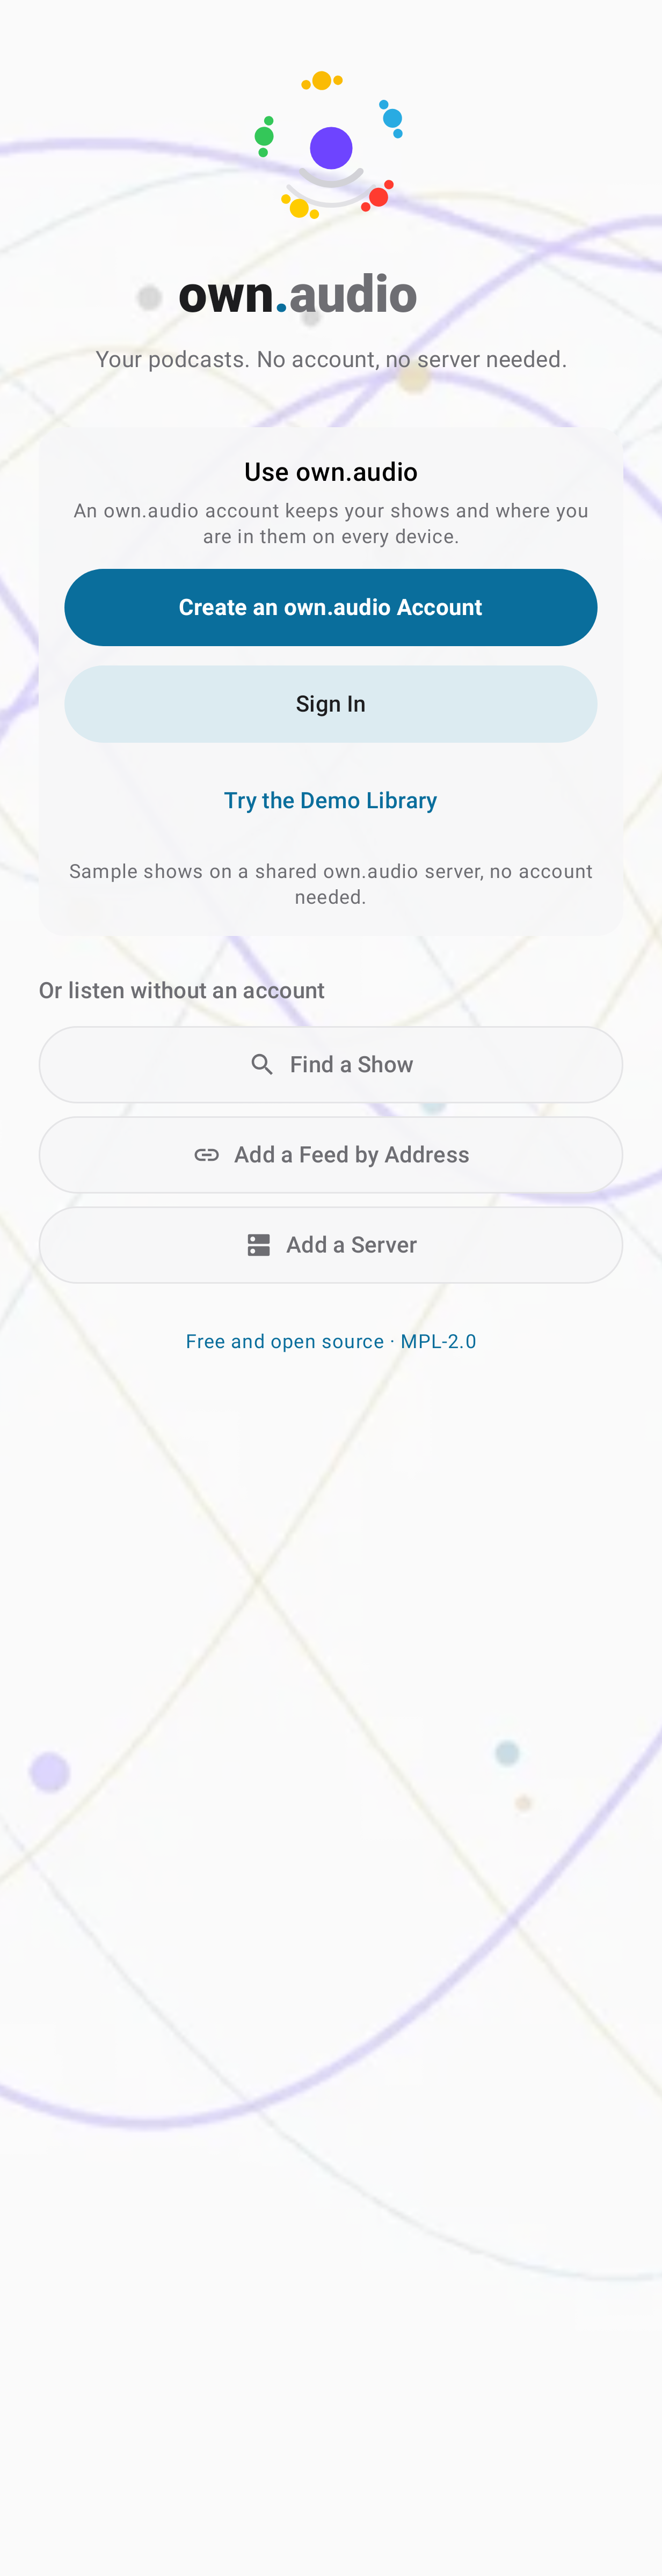 own.audio
Your podcasts. No account, no server needed.
Use own.audio
An own.audio account keeps your shows and where you
are in them on every device.
Create an own.audio Account
Sign In
Try the Demo Library
Sample shows on a shared own.audio server, no account
needed.
Or listen without an account
Find a Show
Add a Feed by Address
Add a Server
Free and open source · MPL-2.0